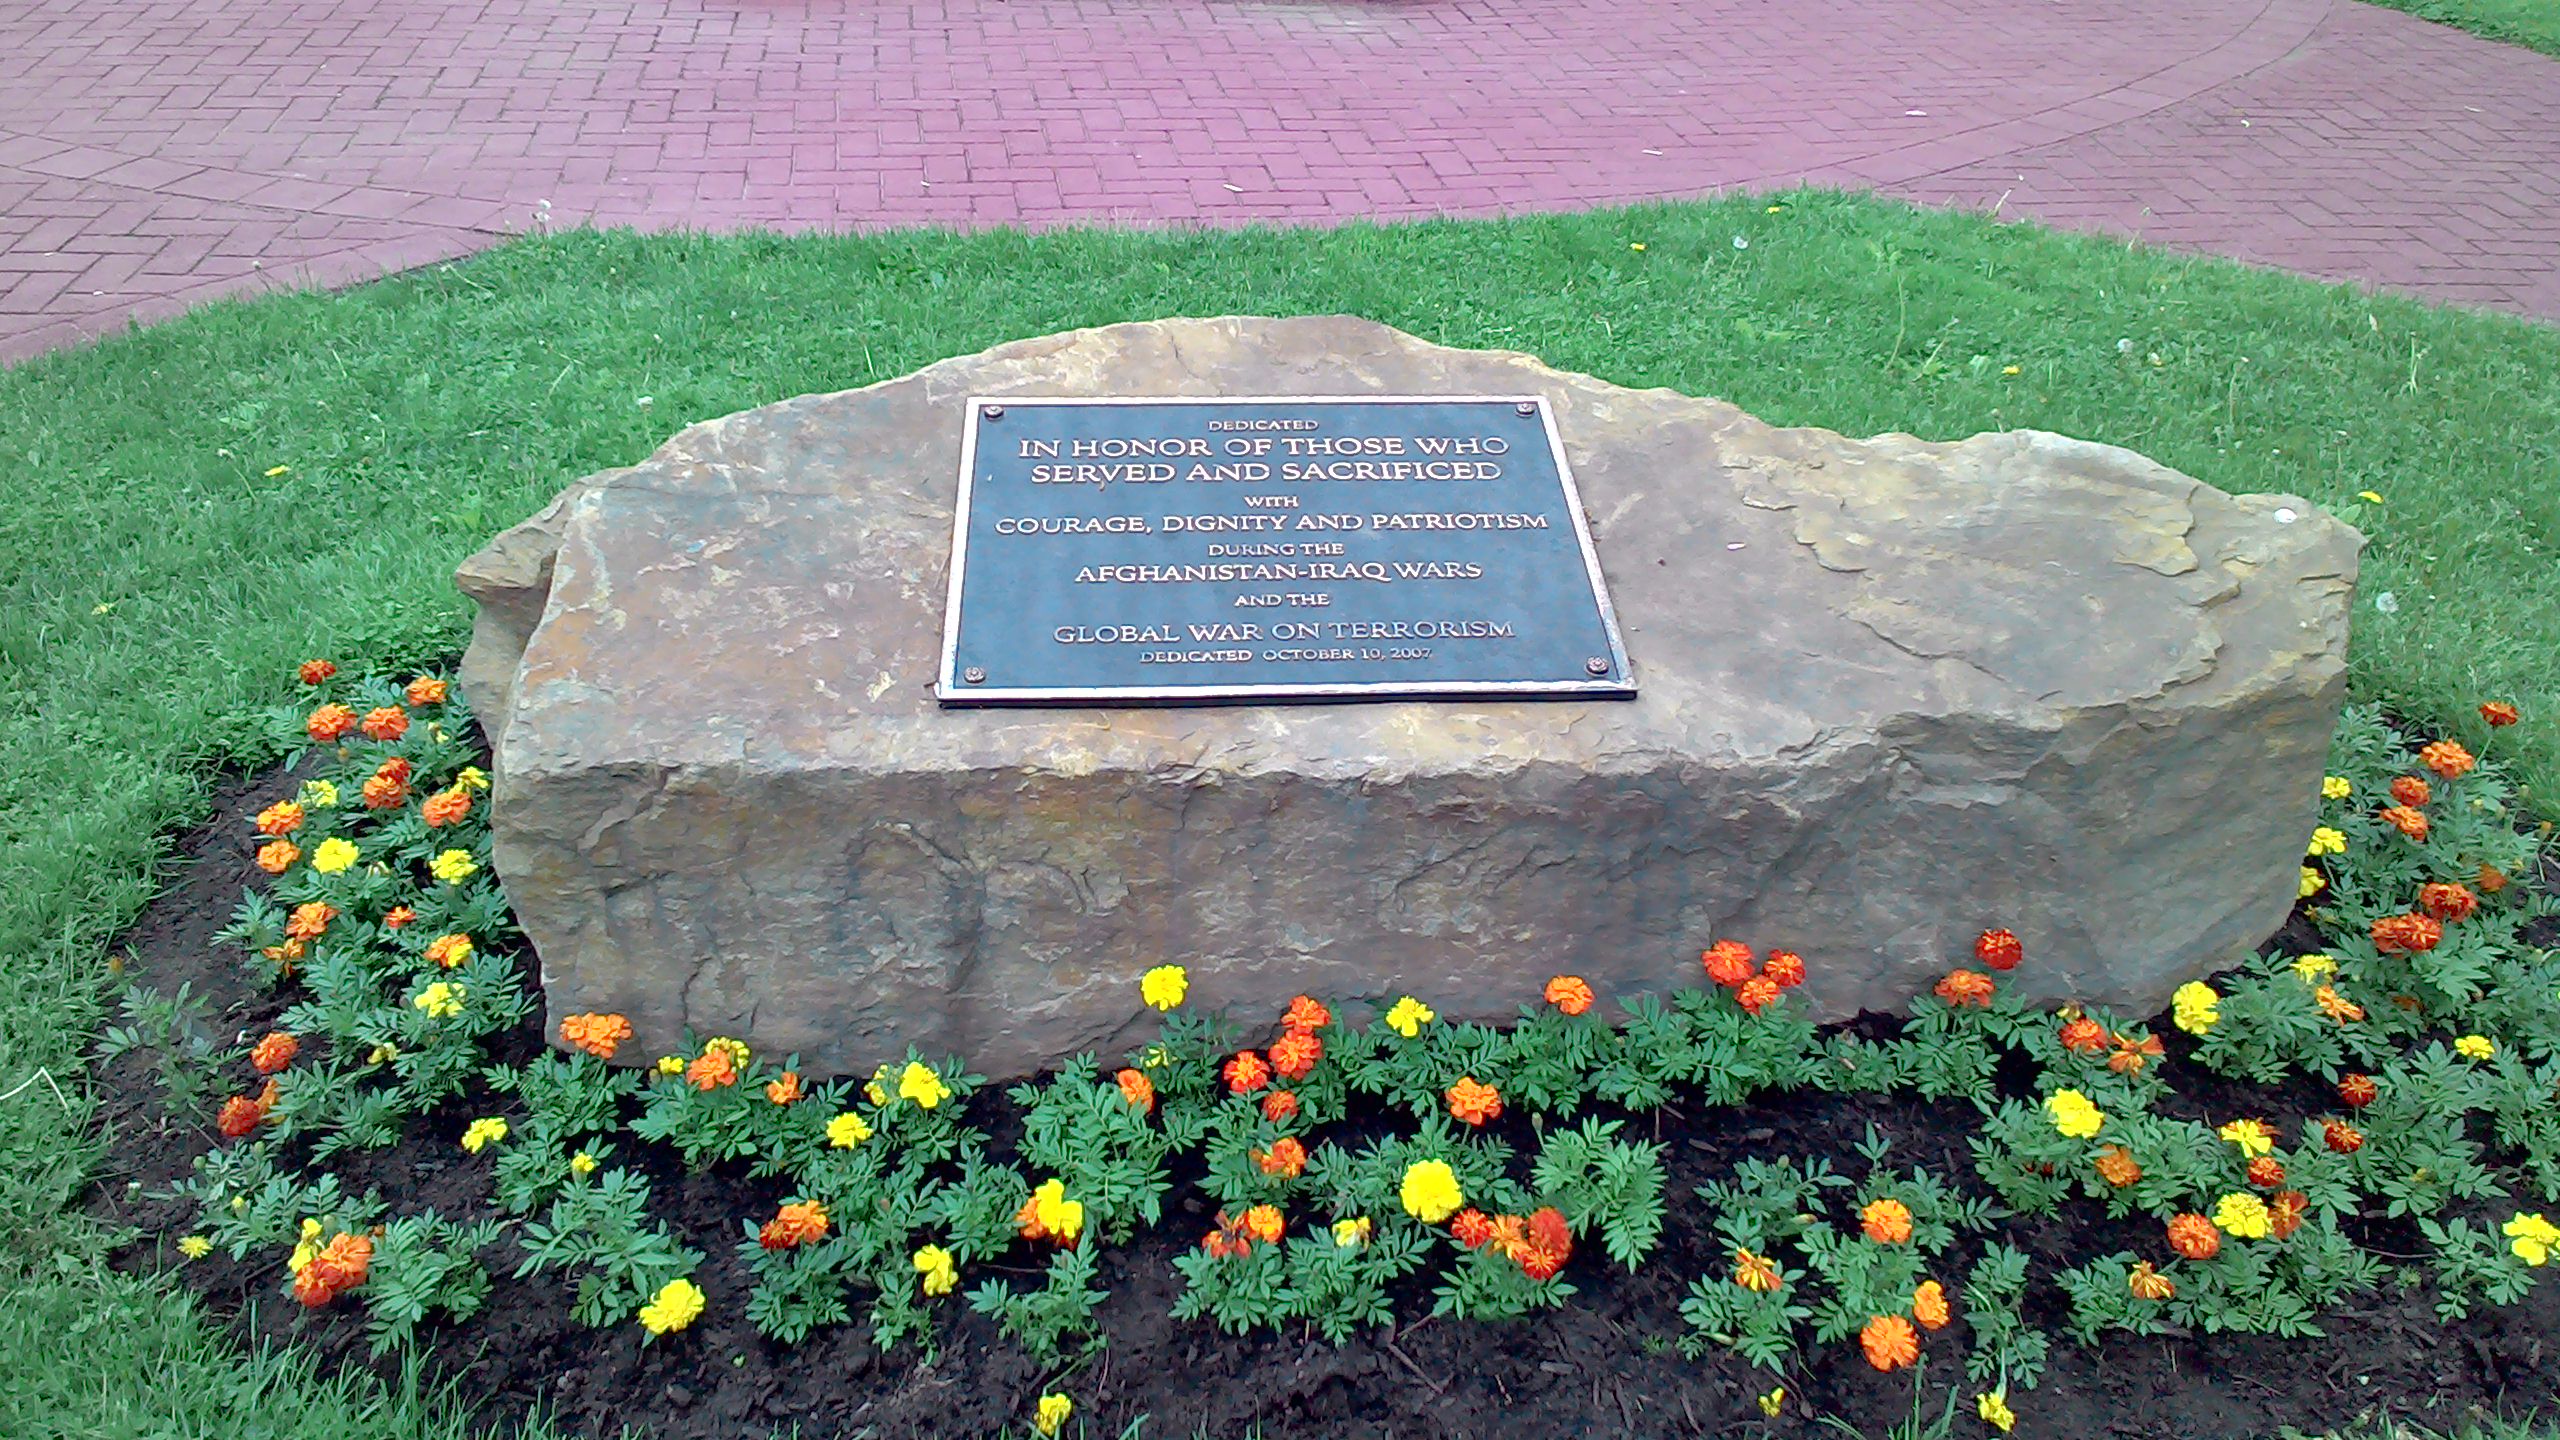 DEDICATED
IN HONOR OF THOSE WHO
SERVED AND SACRIFICED
WITH
COURAGE, DIGNITY AND PATRIOTISM
DURING THE
AFGHANISTAN-IRAQ WARS
AND THE
GLOBAL WAR ON TERRORISM
DEDICATED OCTOBER 10, 2007